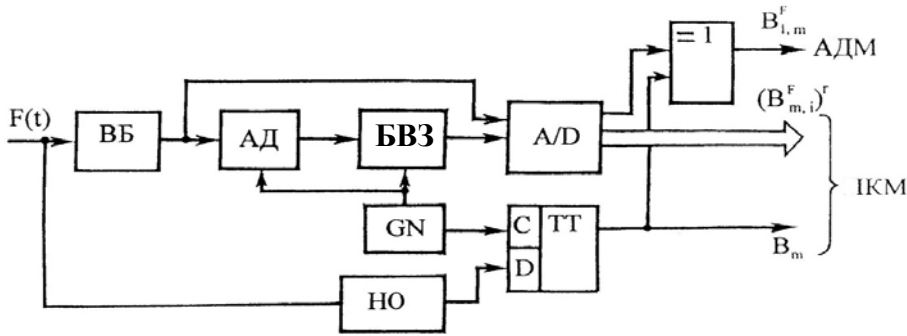 = 1
B^F_{i,m}
АДМ
F(t)
ВБ
АД
БВЗ
A/D
(B^F_{m,i})^r
ІКМ
GN
C
TT
D
B_m
НО